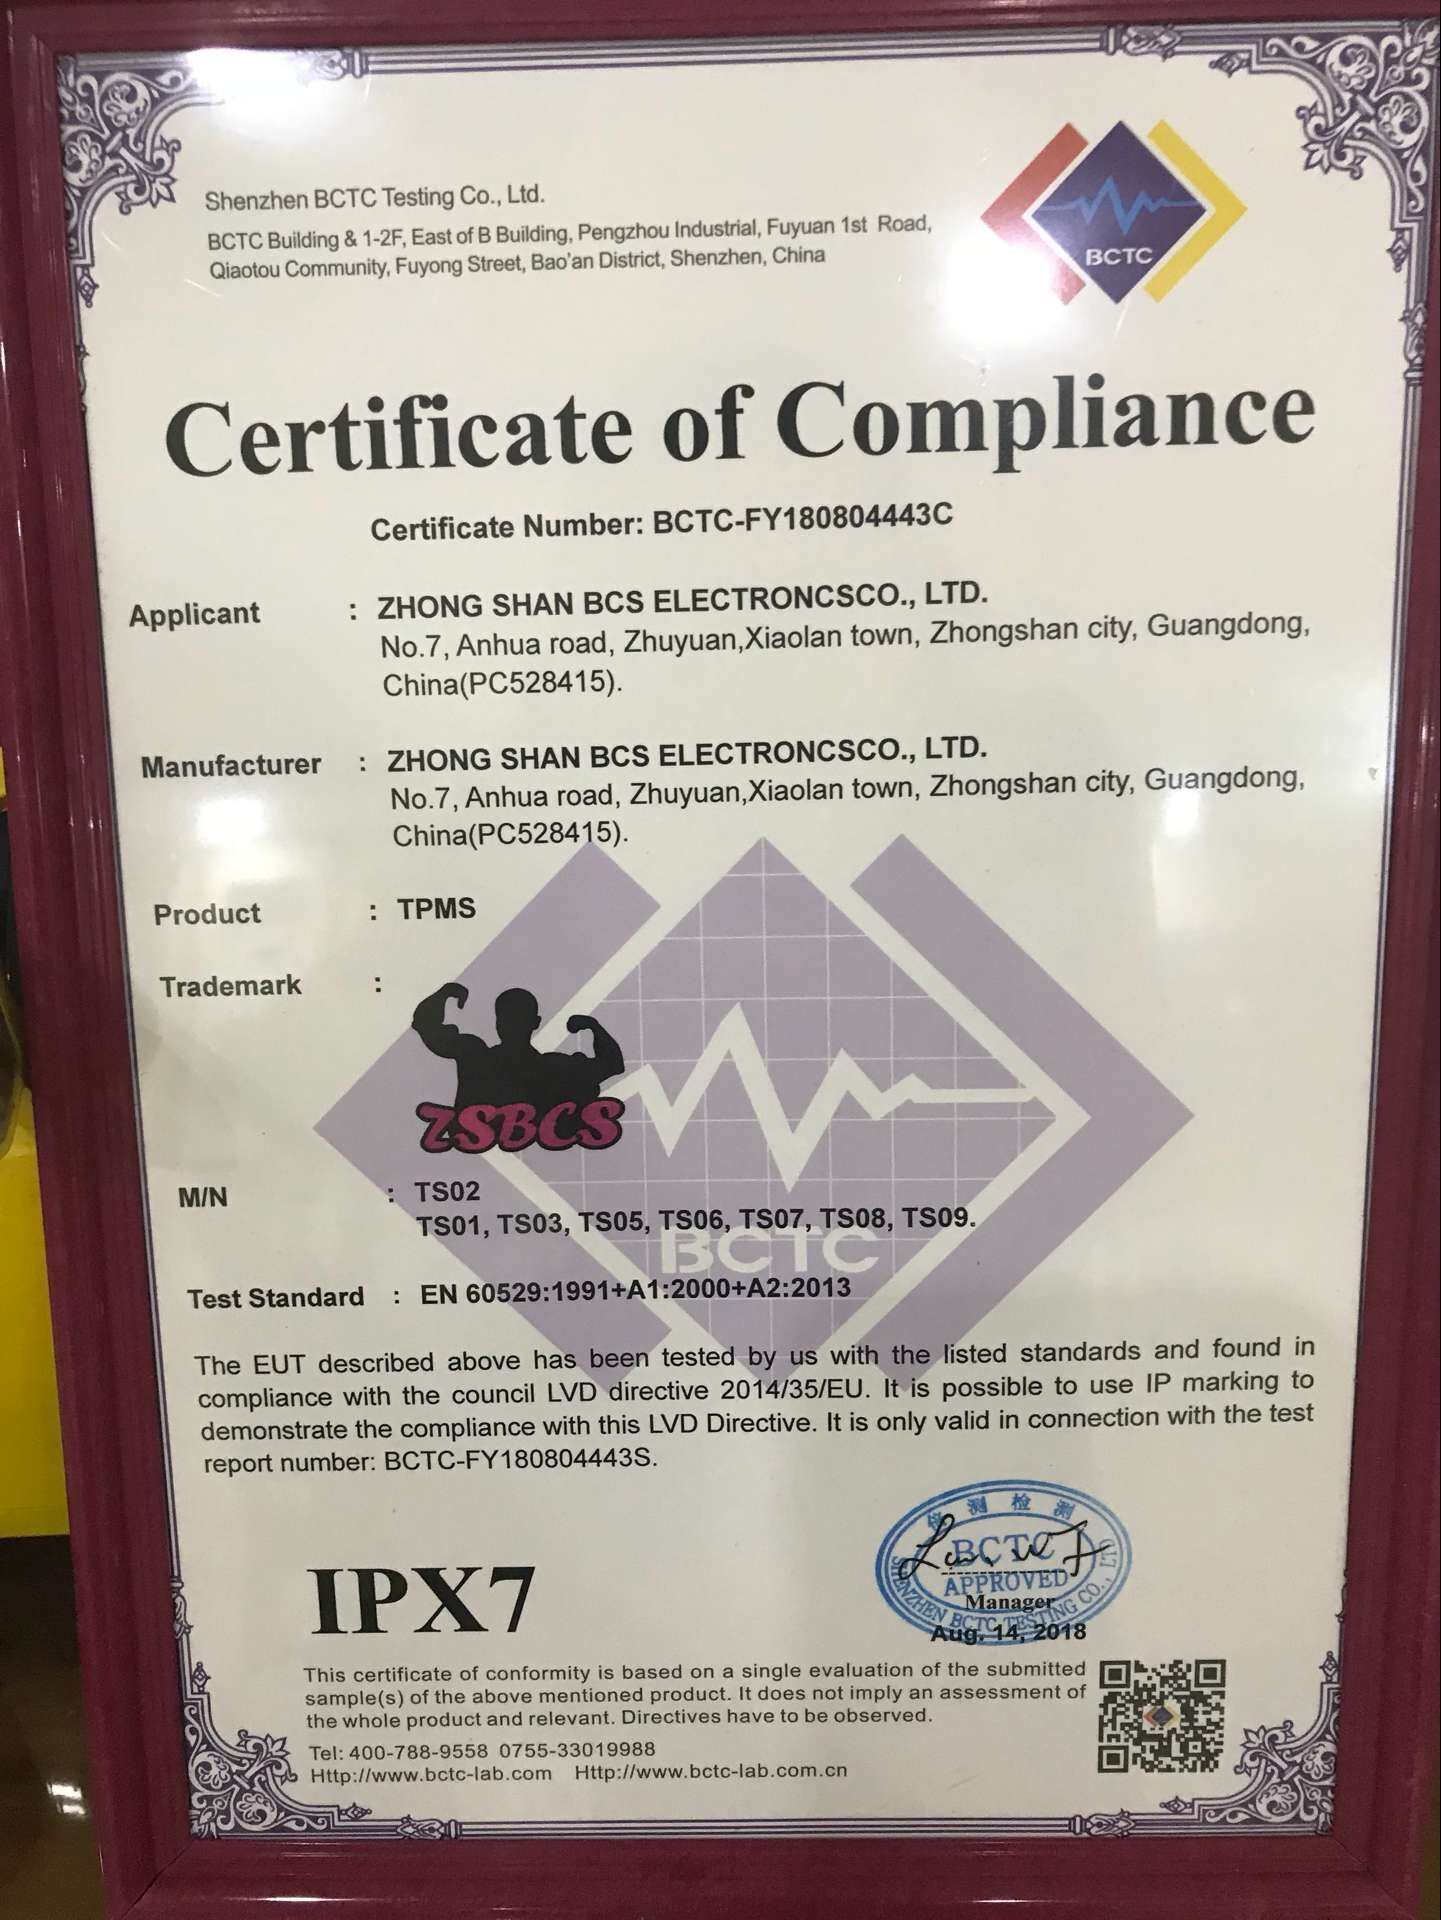 Shenzhen BCTC Testing Co., Ltd.
BCTC Building & 1-2F, East of B Building, Pengzhou Industrial, Fuyuan 1st Road,
Qiaotou Community, Fuyong Street, Bao'an District, Shenzhen, China
BCTC
Certificate of Compliance
Certificate Number: BCTC-FY180804443C
Applicant : ZHONG SHAN BCS ELECTRONCSCO., LTD.
No.7, Anhua road, Zhuyuan,Xiaolan town, Zhongshan city, Guangdong,
China(PC528415).
Manufacturer : ZHONG SHAN BCS ELECTRONCSCO., LTD.
No.7, Anhua road, Zhuyuan,Xiaolan town, Zhongshan city, Guangdong,
China(PC528415).
Product : TPMS
Trademark :
ZSBCS
M/N : TS02
TS01, TS03, TS05, TS06, TS07, TS08, TS09.
BCTC
Test Standard : EN 60529:1991+A1:2000+A2:2013
The EUT described above has been tested by us with the listed standards and found in
compliance with the council LVD directive 2014/35/EU. It is possible to use IP marking to
demonstrate the compliance with this LVD Directive. It is only valid in connection with the test
report number: BCTC-FY180804443S.
IPX7
检测
BCTC
APPROVED
SHENZHEN BCTC TESTING CO., LTD
Manager
Aug. 14, 2018
This certificate of conformity is based on a single evaluation of the submitted
sample(s) of the above mentioned product. It does not imply an assessment of
the whole product and relevant. Directives have to be observed.
Tel: 400-788-9558 0755-33019988
Http://www.bctc-lab.com Http://www.bctc-lab.com.cn